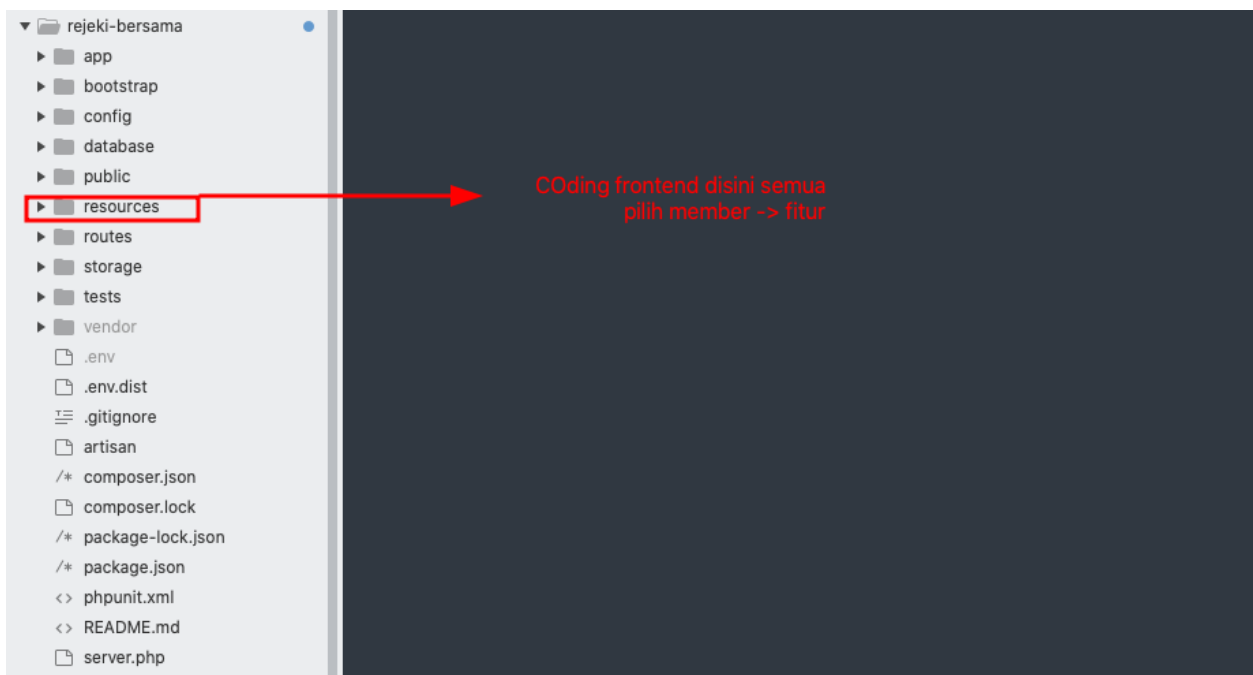 rejeki-bersama
app
bootstrap
config
database
public
resources
routes
storage
tests
vendor
.env
.env.dist
.gitignore
artisan
/* composer.json
composer.lock
/* package-lock.json
/* package.json
<> phpunit.xml
<> README.md
server.php
COding frontend disini semua
pilih member -> fitur